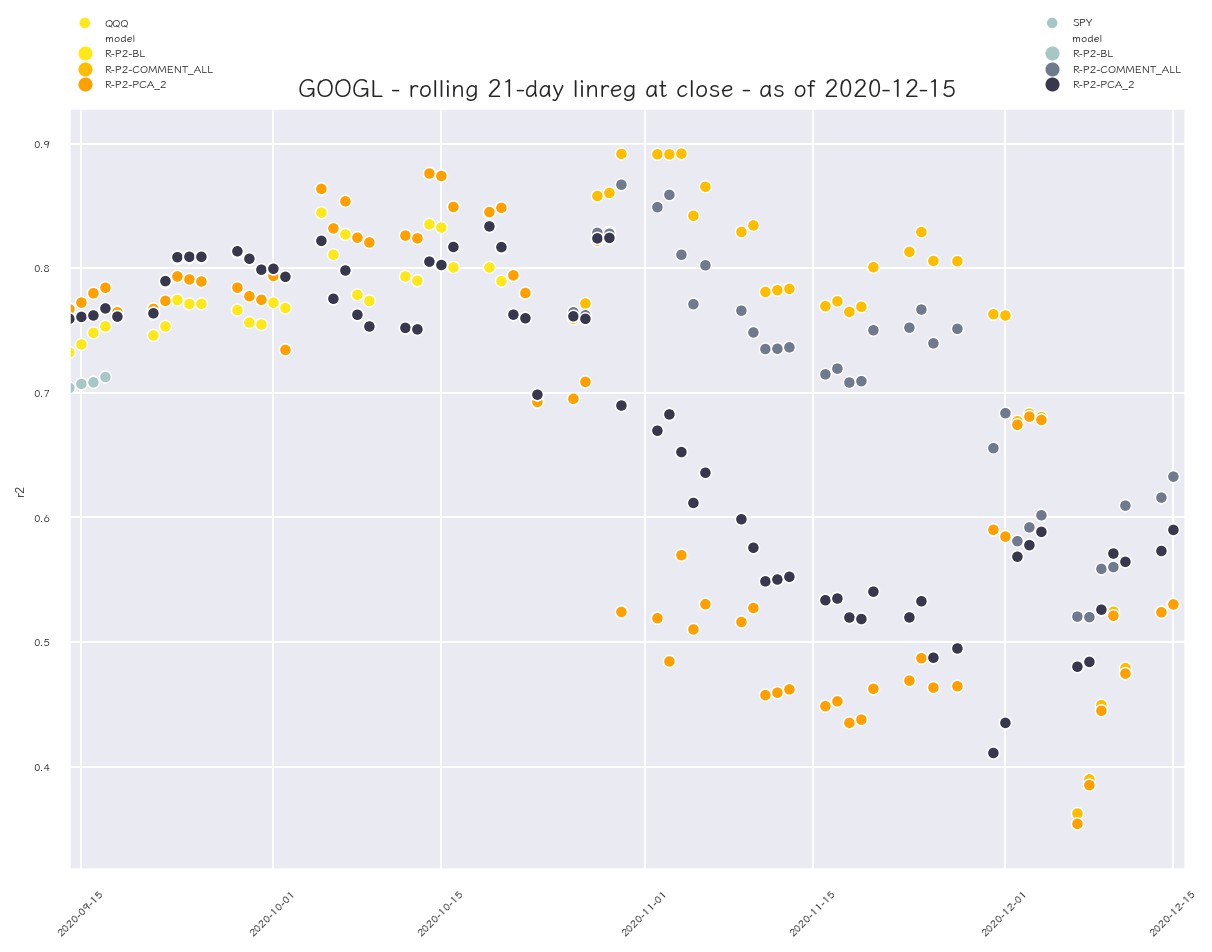 QQQ
model
R-P2-BL
R-P2-COMMENT_ALL
R-P2-PCA_2
SPY
model
R-P2-BL
R-P2-COMMENT_ALL
R-P2-PCA_2
GOOGL - rolling 21-day linreg at close - as of 2020-12-15
0.9
0.8
0.7
0.6
0.5
0.4
r2
2020-09-15
2020-10-01
2020-10-15
2020-11-01
2020-11-15
2020-12-01
2020-12-15